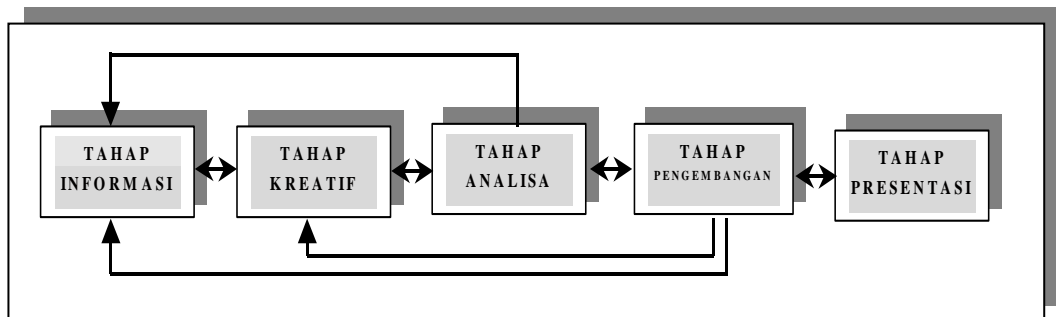 TAHAP
INFORMASI
TAHAP
KREATIF
TAHAP
ANALISA
TAHAP
PENGEMBANGAN
TAHAP
PRESENTASI